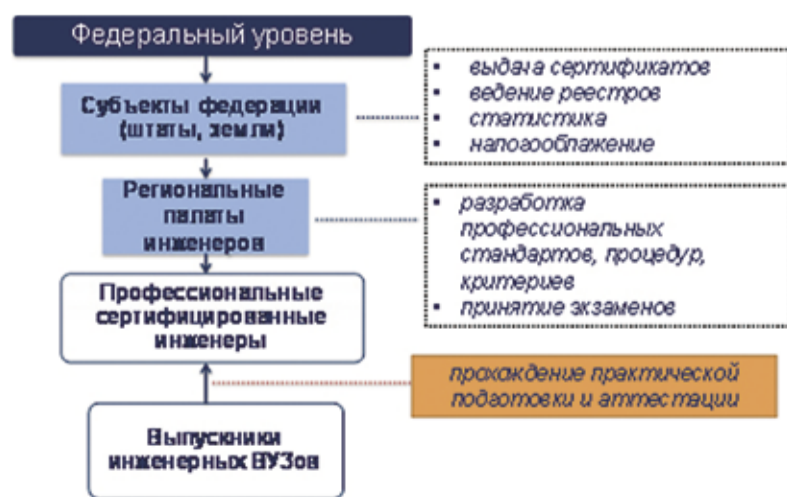 Федеральный уровень
Субъекты федерации
(штаты, земли)
▪ выдача сертификатов
▪ ведение реестров
▪ статистика
▪ налогооблажение
Региональные
палаты
инженеров
▪ разработка
профессиональных
стандартов, процедур,
критериев
▪ принятие экзаменов
Профессиональные
сертифицированные
инженеры
прохождение практической
подготовки и аттестации
Выпускники
инженерных ВУЗов